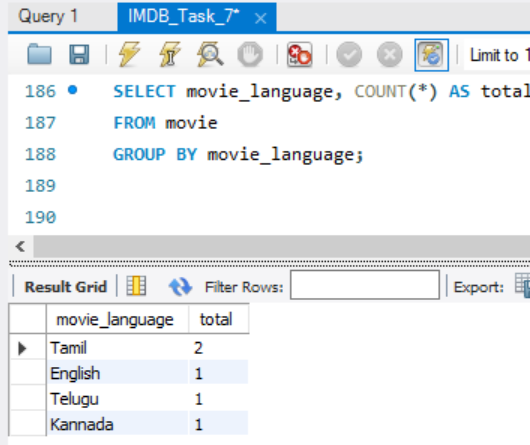 Query 1 IMDB_Task_7*
Limit to 1
186 SELECT movie_language, COUNT(*) AS total
187 FROM movie
188 GROUP BY movie_language;
189
190
Result Grid Filter Rows: Export:
movie_language total
Tamil 2
English 1
Telugu 1
Kannada 1